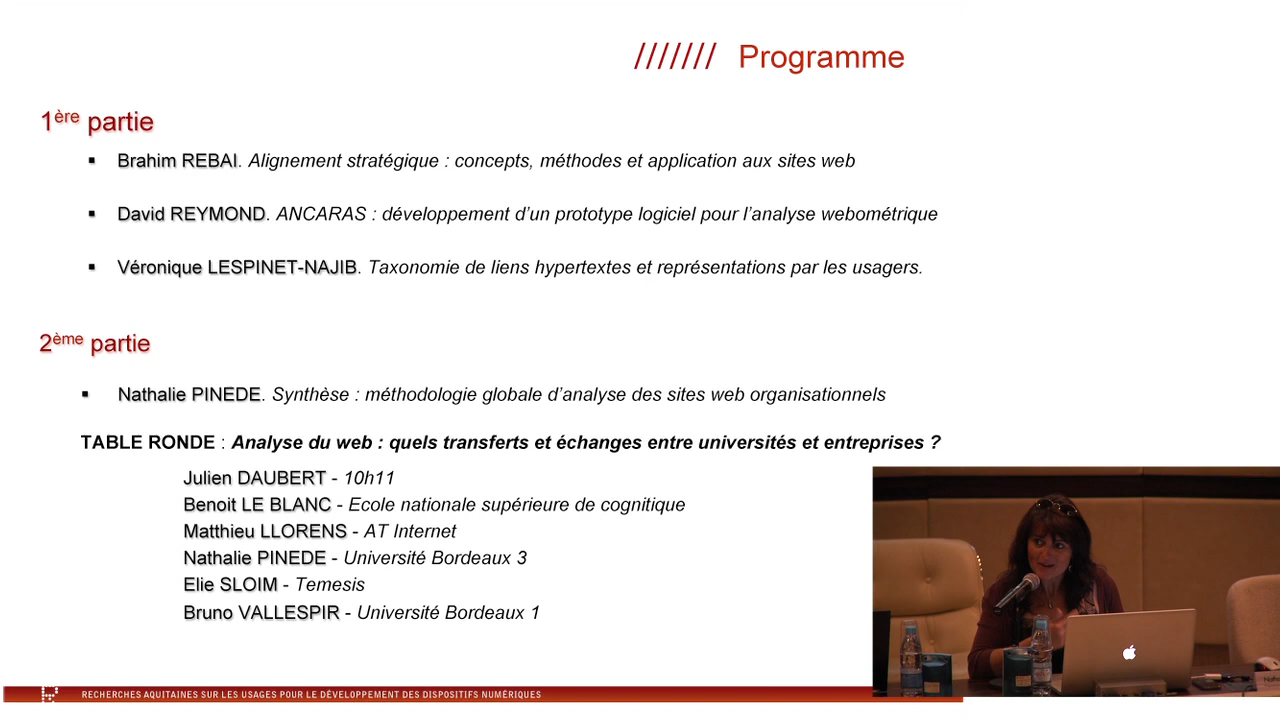 /////// Programme
1ère partie
▪ Brahim REBAI. Alignement stratégique : concepts, méthodes et application aux sites web
▪ David REYMOND. ANCARAS : développement d'un prototype logiciel pour l'analyse webométrique
▪ Véronique LESPINET-NAJIB. Taxonomie de liens hypertextes et représentations par les usagers.
2ème partie
▪ Nathalie PINEDE. Synthèse : méthodologie globale d'analyse des sites web organisationnels
TABLE RONDE : Analyse du web : quels transferts et échanges entre universités et entreprises ?
Julien DAUBERT - 10h11
Benoit LE BLANC - Ecole nationale supérieure de cognitique
Matthieu LLORENS - AT Internet
Nathalie PINEDE - Université Bordeaux 3
Elie SLOIM - Temesis
Bruno VALLESPIR - Université Bordeaux 1
RECHERCHES AQUITAINES SUR LES USAGES POUR LE DÉVELOPPEMENT DES DISPOSITIFS NUMÉRIQUES